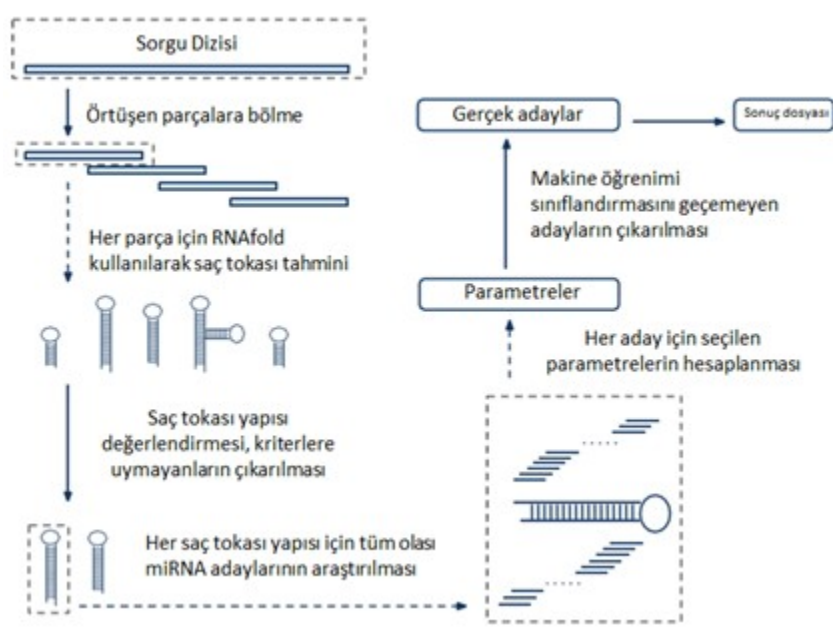 Sorgu Dizisi
Örtüşen parçalara bölme
Her parça için RNAfold
kullanılarak saç tokası tahmini
Saç tokası yapısı
değerlendirmesi, kriterlere
uymayanların çıkarılması
Her saç tokası yapısı için tüm olası
miRNA adaylarının araştırılması
Her aday için seçilen
parametrelerin hesaplanması
Parametreler
Makine öğrenimi
sınıflandırmasını geçemeyen
adayların çıkarılması
Gerçek adaylar
Sonuç dosyası